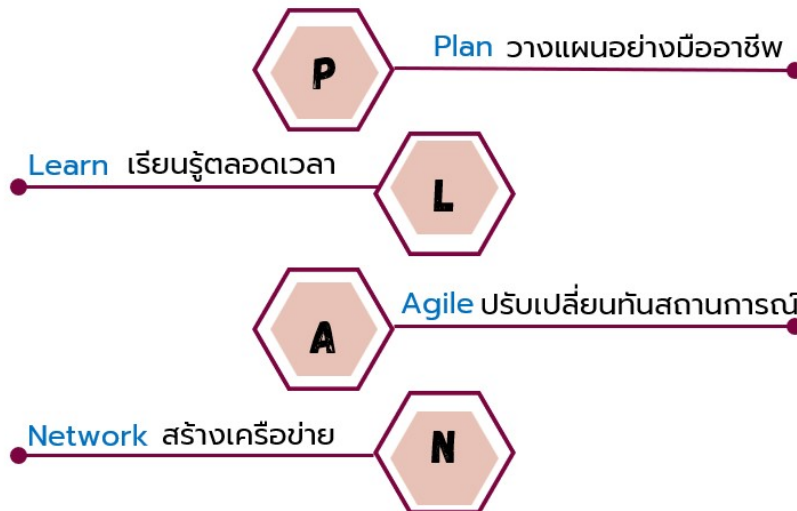 P
Plan วางแผนอย่างมืออาชีพ
Learn เรียนรู้ตลอดเวลา
L
A
Agile ปรับเปลี่ยนทันสถานการณ์
Network สร้างเครือข่าย
N